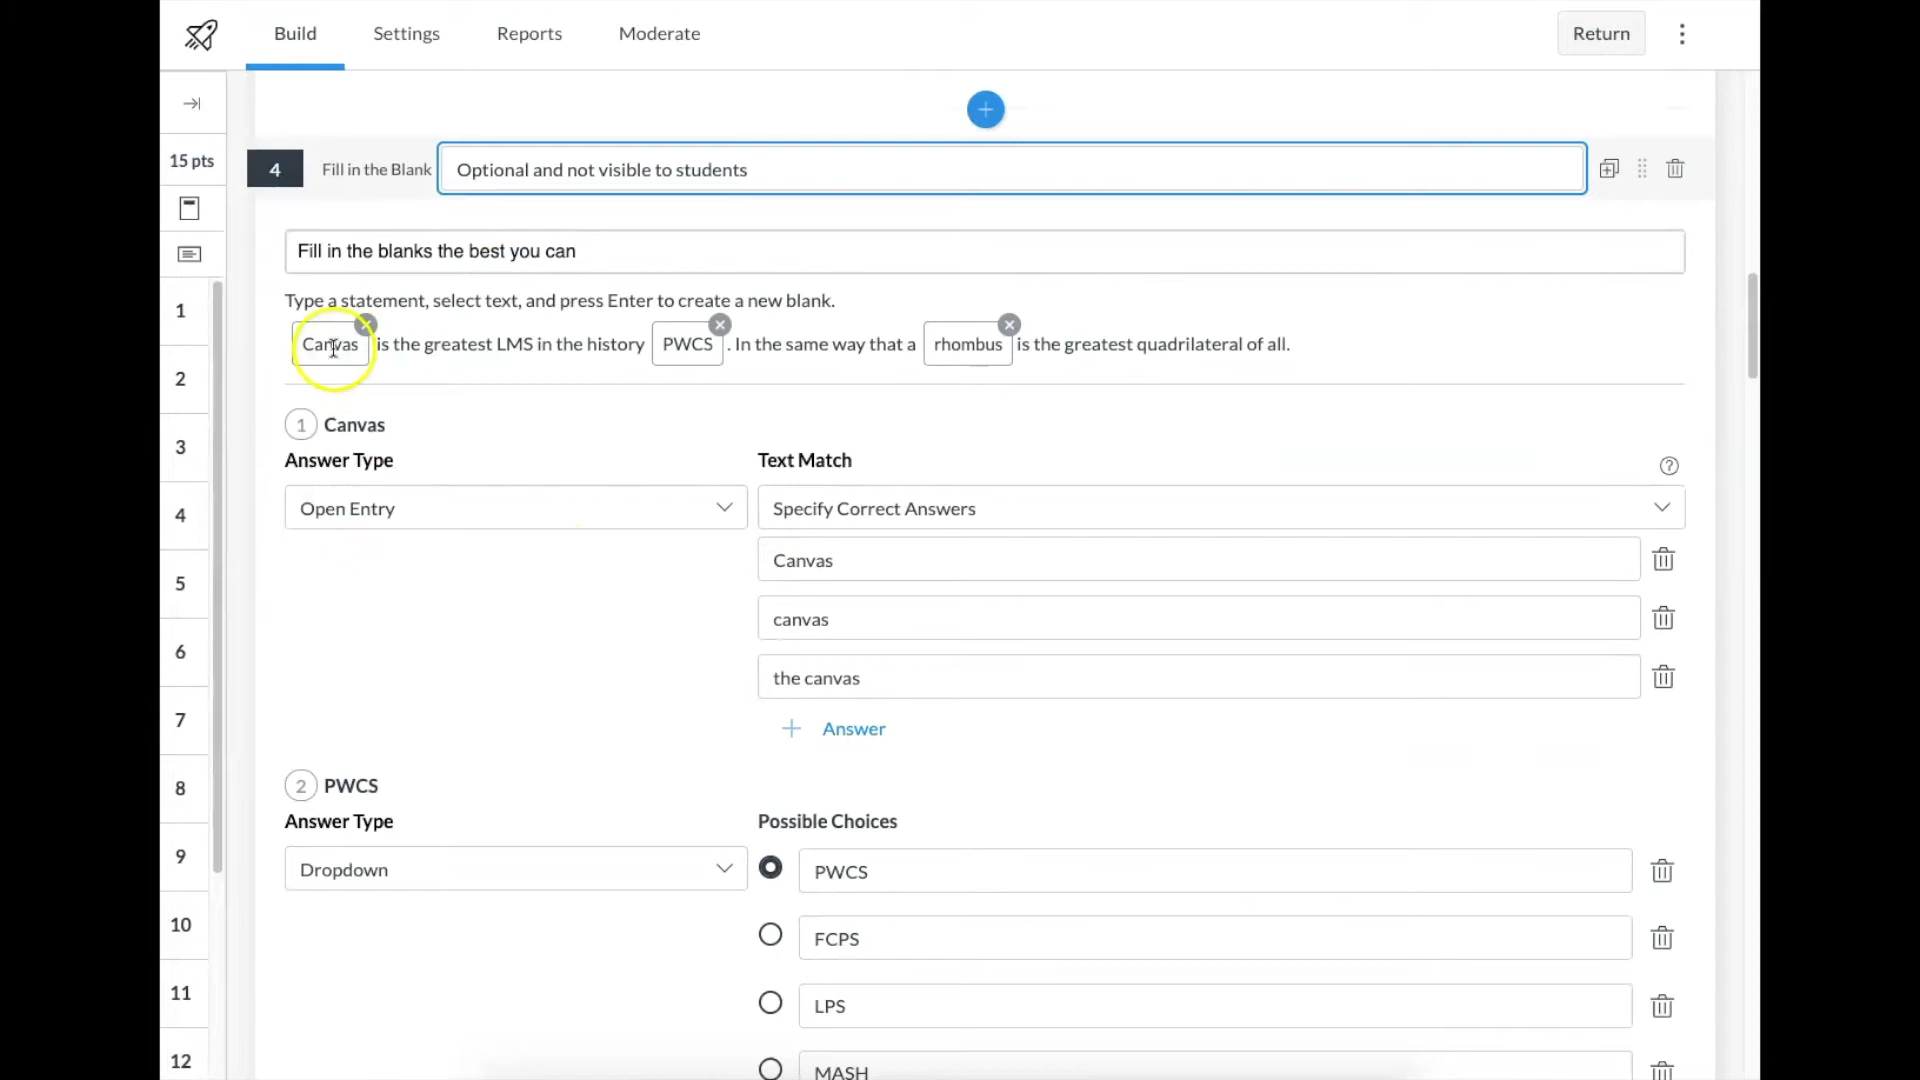 Build Settings Reports Moderate Return
15 pts
4 Fill in the Blank Optional and not visible to students
Fill in the blanks the best you can
Type a statement, select text, and press Enter to create a new blank.
Canvas is the greatest LMS in the history PWCS . In the same way that a rhombus is the greatest quadrilateral of all.
1 Canvas
Answer Type Text Match
Open Entry Specify Correct Answers
Canvas
canvas
the canvas
+ Answer
2 PWCS
Answer Type Possible Choices
Dropdown PWCS
FCPS
LPS
MASH
1
2
3
4
5
6
7
8
9
10
11
12